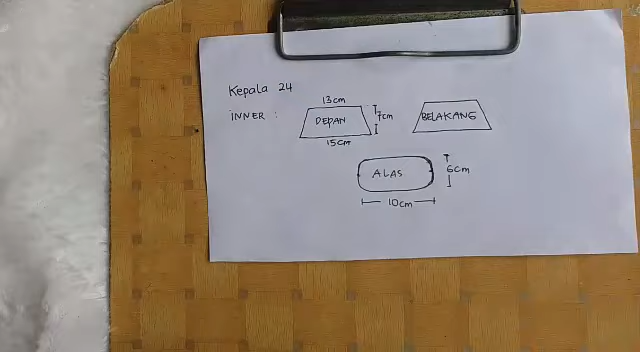 Kepala 24
INNER :
13cm
DEPAN
7cm
15cm
BELAKANG
ALAS
6cm
10cm